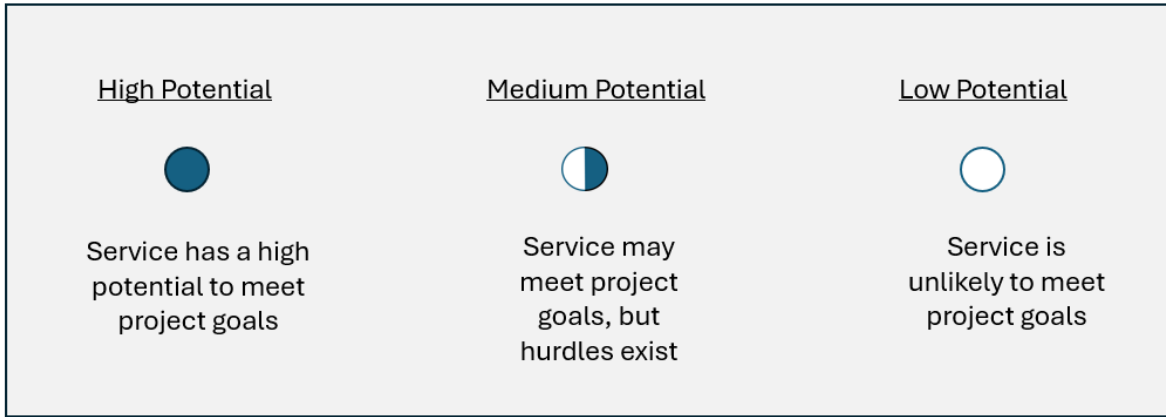 High Potential
Service has a high
potential to meet
project goals
Medium Potential
Service may
meet project
goals, but
hurdles exist
Low Potential
Service is
unlikely to meet
project goals